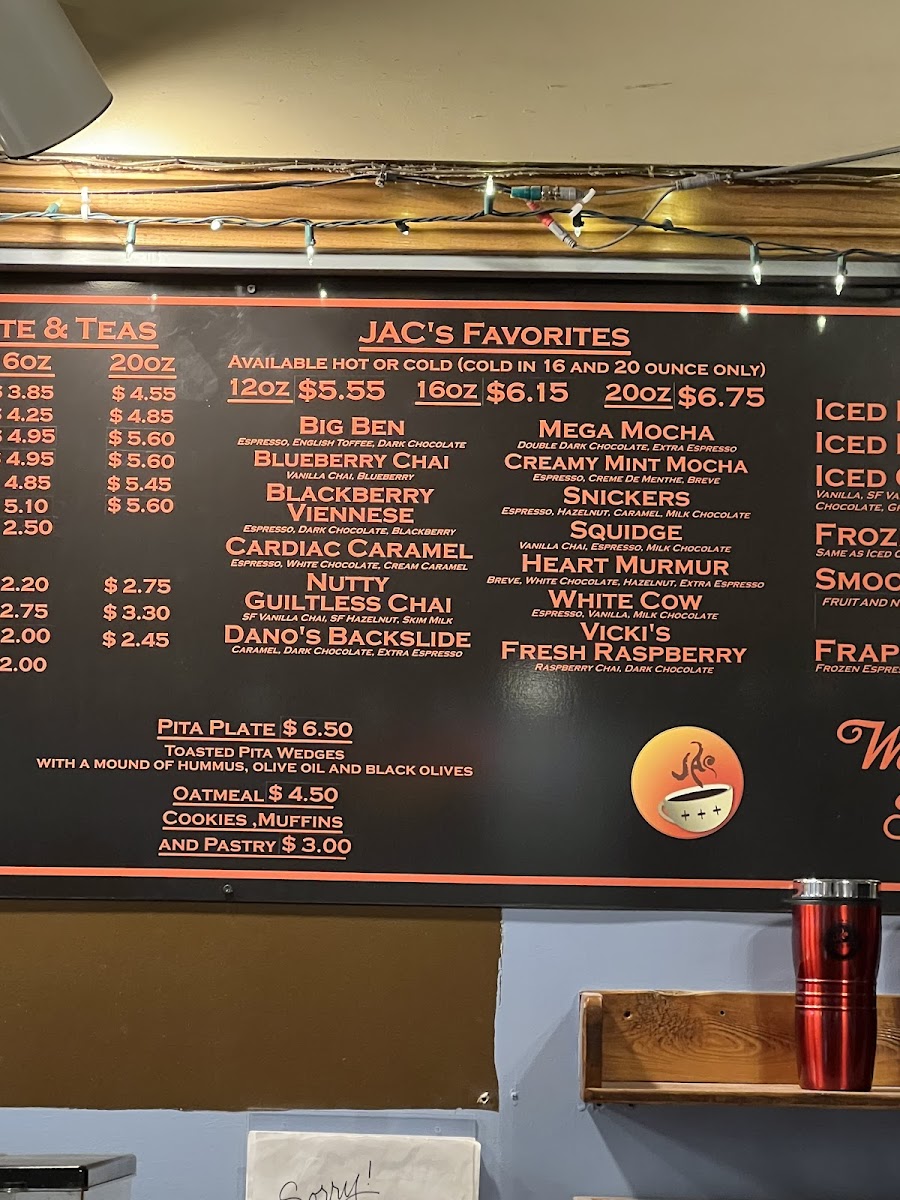 TE & TEAS
6OZ 20OZ
$3.85 $4.55
4.25 $4.85
4.95 $5.60
4.95 $5.60
4.85 $5.45
5.10 $5.60
2.50
2.20 $2.75
2.75 $3.30
2.00 $2.45
2.00
JAC's FAVORITES
AVAILABLE HOT OR COLD (COLD IN 16 AND 20 OUNCE ONLY)
12OZ $5.55 16OZ $6.15 20OZ $6.75
BIG BEN
ESPRESSO, ENGLISH TOFFEE, DARK CHOCOLATE
BLUEBERRY CHAI
VANILLA CHAI, BLUEBERRY
BLACKBERRY
VIENNESE
ESPRESSO, DARK CHOCOLATE, BLACKBERRY
CARDIAC CARAMEL
ESPRESSO, WHITE CHOCOLATE, CREAM CARAMEL
NUTTY
GUILTLESS CHAI
SF VANILLA CHAI, SF HAZELNUT, SKIM MILK
DANO'S BACKSLIDE
CARAMEL, DARK CHOCOLATE, EXTRA ESPRESSO
MEGA MOCHA
DOUBLE DARK CHOCOLATE, EXTRA ESPRESSO
CREAMY MINT MOCHA
ESPRESSO, CREME DE MENTHE, BREVE
SNICKERS
ESPRESSO, HAZELNUT, CARAMEL, MILK CHOCOLATE
SQUIDGE
VANILLA CHAI, ESPRESSO, MILK CHOCOLATE
HEART MURMUR
BREVE, WHITE CHOCOLATE, HAZELNUT, EXTRA ESPRESSO
WHITE COW
ESPRESSO, VANILLA, MILK CHOCOLATE
VICKI'S
FRESH RASPBERRY
RASPBERRY CHAI, DARK CHOCOLATE
ICED
ICED
ICED
VANILLA, SF VA
CHOCOLATE, G
FROZ
SAME AS ICED
SMOO
FRUIT AND N
FRAP
FROZEN ESPRE
PITA PLATE $6.50
TOASTED PITA WEDGES
WITH A MOUND OF HUMMUS, OLIVE OIL AND BLACK OLIVES
OATMEAL $4.50
COOKIES ,MUFFINS
AND PASTRY $3.00
JAC
Sorry!